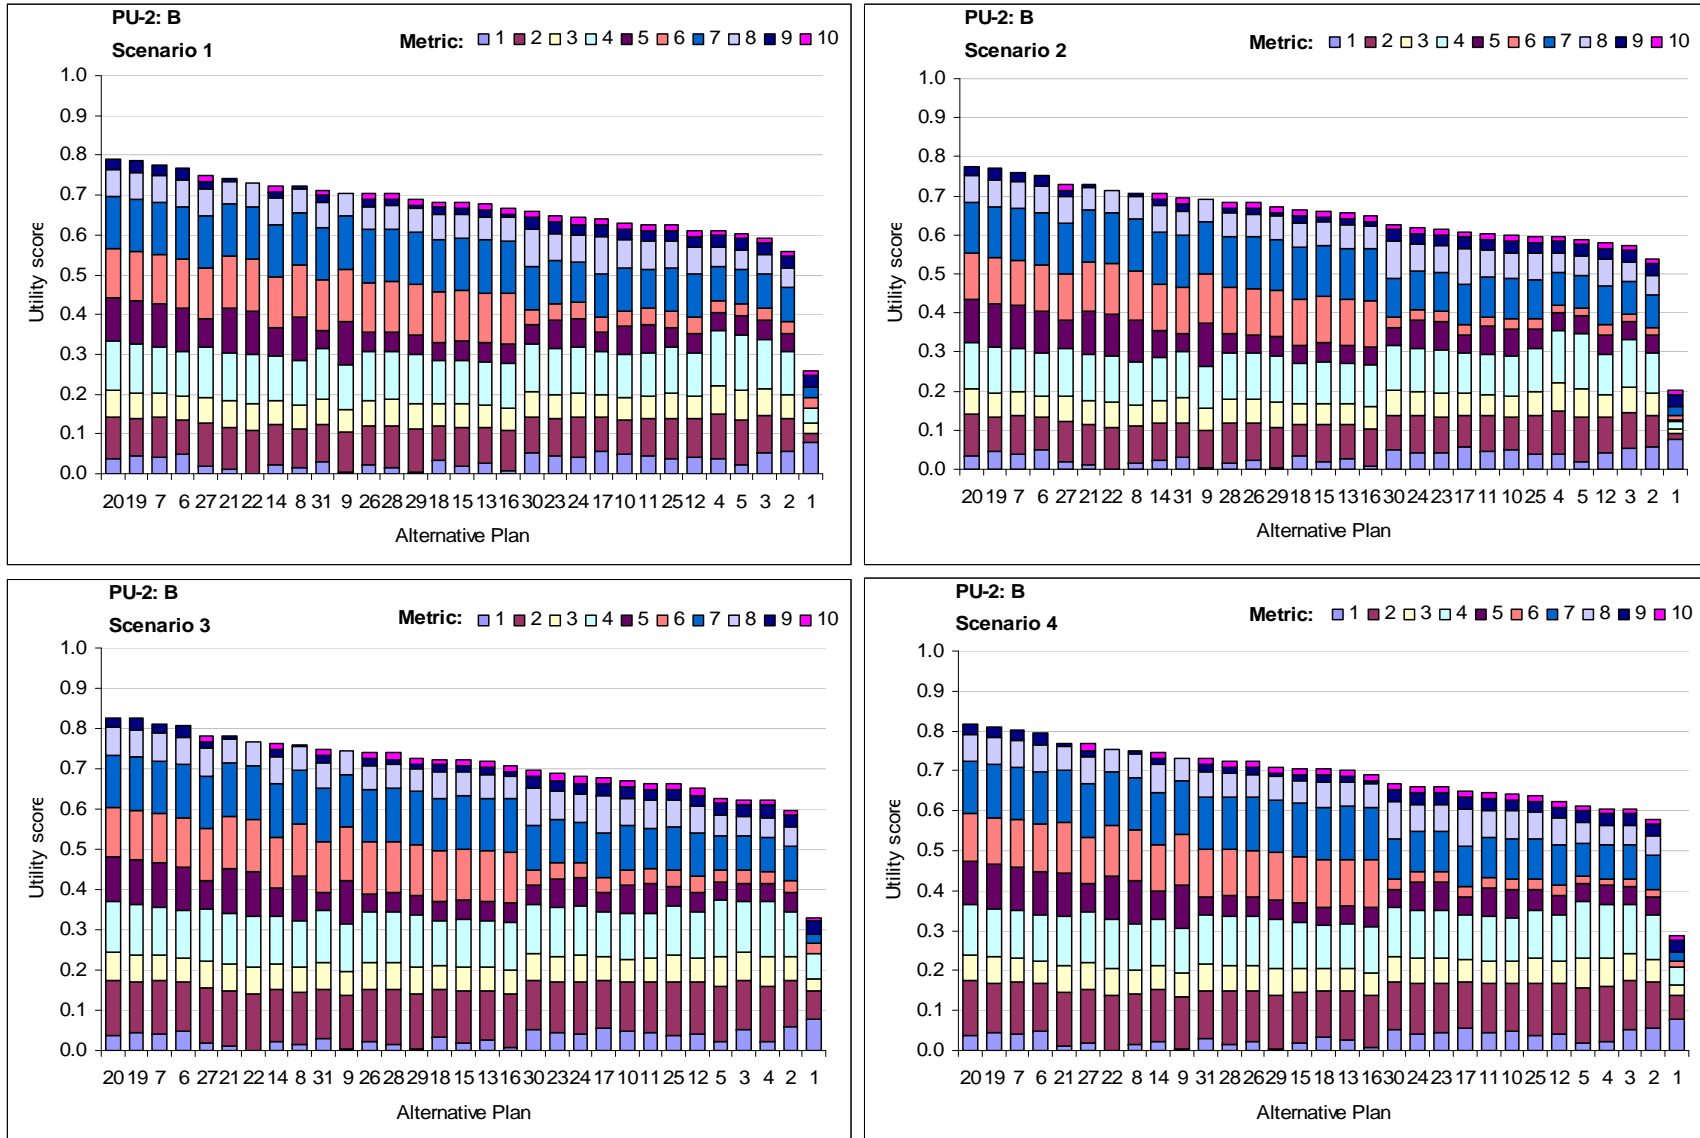 PU-2: B
Scenario 1
Metric: 1 2 3 4 5 6 7 8 9 10
Utility score
1.0
0.9
0.8
0.7
0.6
0.5
0.4
0.3
0.2
0.1
0.0
20 19 7 6 27 21 22 14 8 31 9 26 28 29 18 15 13 16 30 23 24 17 10 11 25 12 4 5 3 2 1
Alternative Plan
PU-2: B
Scenario 2
Metric: 1 2 3 4 5 6 7 8 9 10
Utility score
1.0
0.9
0.8
0.7
0.6
0.5
0.4
0.3
0.2
0.1
0.0
20 19 7 6 27 21 22 8 14 31 9 28 26 29 18 15 13 16 30 24 23 17 11 10 25 4 5 12 3 2 1
Alternative Plan
PU-2: B
Scenario 3
Metric: 1 2 3 4 5 6 7 8 9 10
Utility score
1.0
0.9
0.8
0.7
0.6
0.5
0.4
0.3
0.2
0.1
0.0
20 19 7 6 27 21 22 14 8 31 9 26 28 29 18 15 13 16 30 23 24 17 10 11 25 12 5 3 4 2 1
Alternative Plan
PU-2: B
Scenario 4
Metric: 1 2 3 4 5 6 7 8 9 10
Utility score
1.0
0.9
0.8
0.7
0.6
0.5
0.4
0.3
0.2
0.1
0.0
20 19 7 6 21 27 22 8 14 9 31 28 26 29 15 18 13 16 30 24 23 17 11 10 25 12 5 4 3 2 1
Alternative Plan